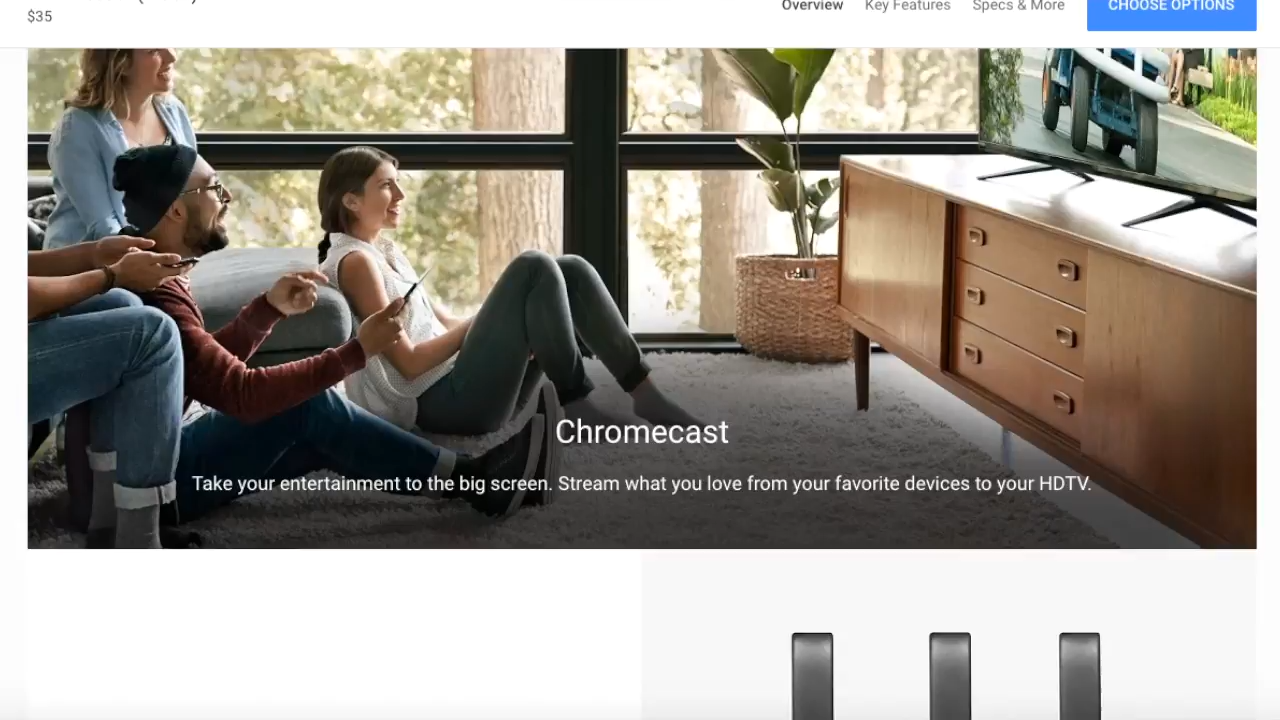 $35
Overview
Key Features
Specs & More
CHOOSE OPTIONS
Chromecast
Take your entertainment to the big screen. Stream what you love from your favorite devices to your HDTV.